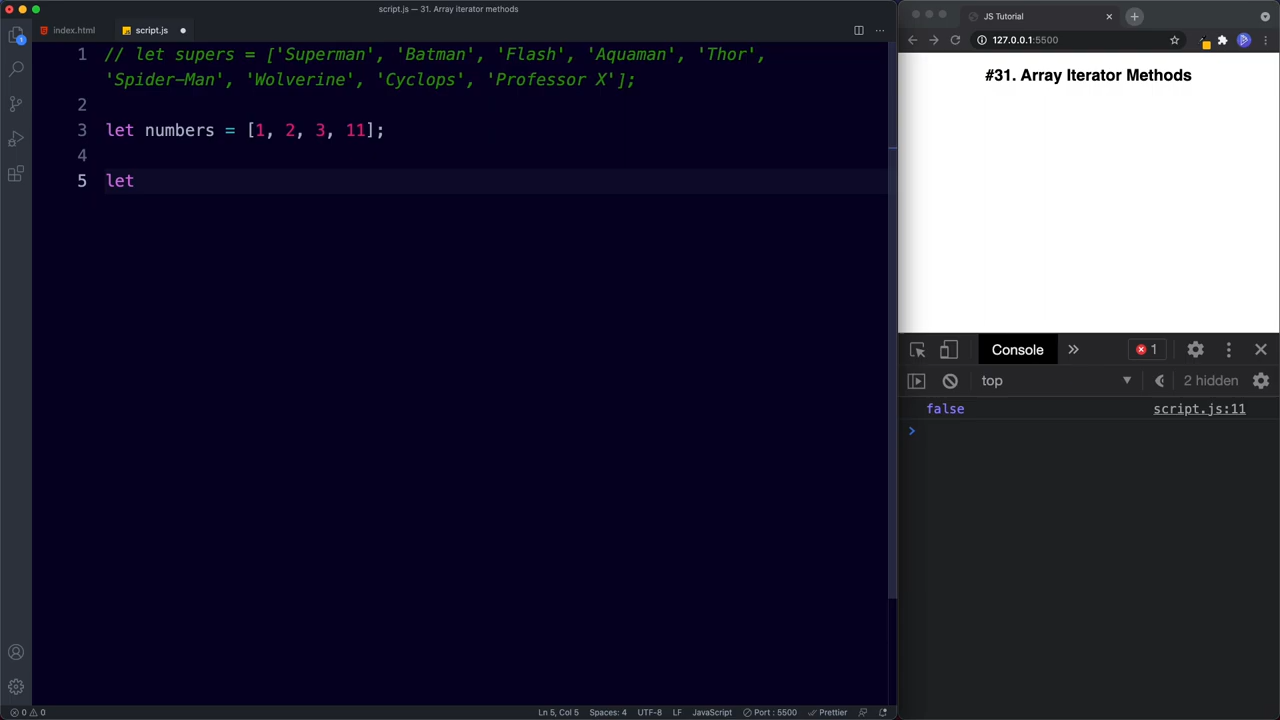 script.js — 31. Array iterator methods
index.html
script.js
1 // let supers = ['Superman', 'Batman', 'Flash', 'Aquaman', 'Thor',
'Spider-Man', 'Wolverine', 'Cyclops', 'Professor X'];
2
3 let numbers = [1, 2, 3, 11];
4
5 let
1
0 0
Ln 5, Col 5 Spaces: 4 UTF-8 LF JavaScript Port : 5500 Prettier
JS Tutorial
127.0.0.1:5500
#31. Array Iterator Methods
Console 1
top 2 hidden
false script.js:11